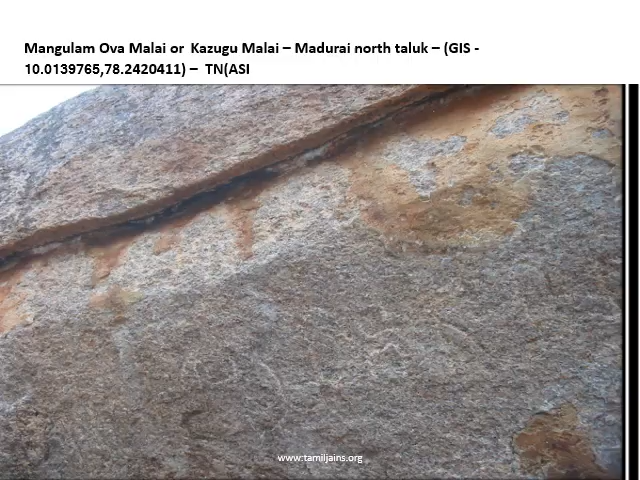 Mangulam Ova Malai or Kazugu Malai – Madurai north taluk – (GIS -
10.0139765,78.2420411) – TN(ASI
www.tamiljains.org